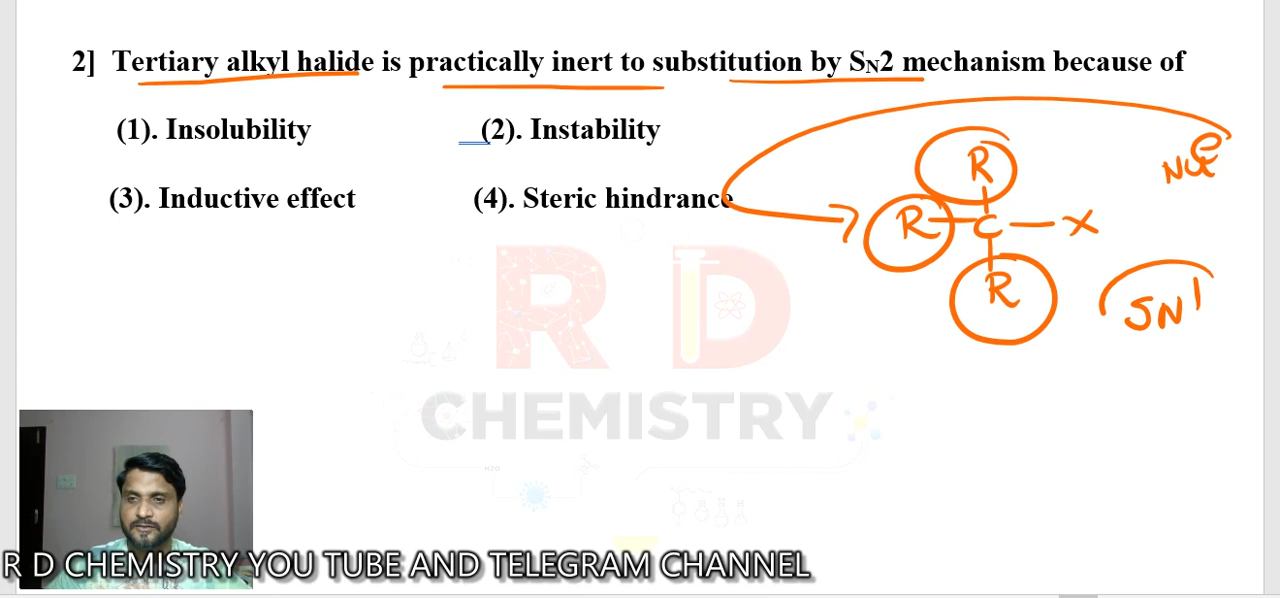 2] Tertiary alkyl halide is practically inert to substitution by SN2 mechanism because of
(1). Insolubility (2). Instability
(3). Inductive effect (4). Steric hindrance
R
R-C-X
R
SN1
R D
CHEMISTRY
H2O
R D CHEMISTRY YOU TUBE AND TELEGRAM CHANNEL